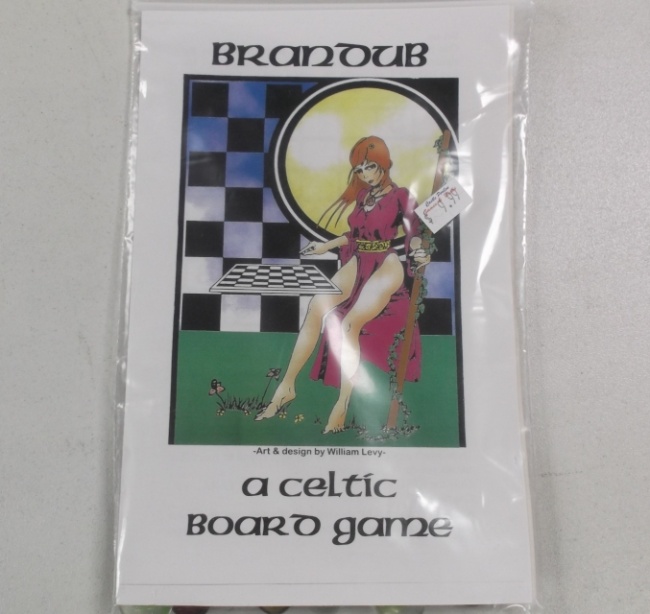 BRANDUB
-Art & design by William Levy-
a celtic
BOARD game